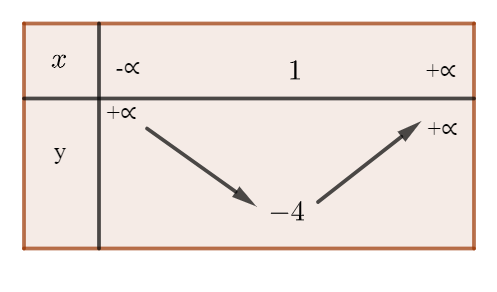 x -∝ 1 +∝
+∝ +∝
y
−4